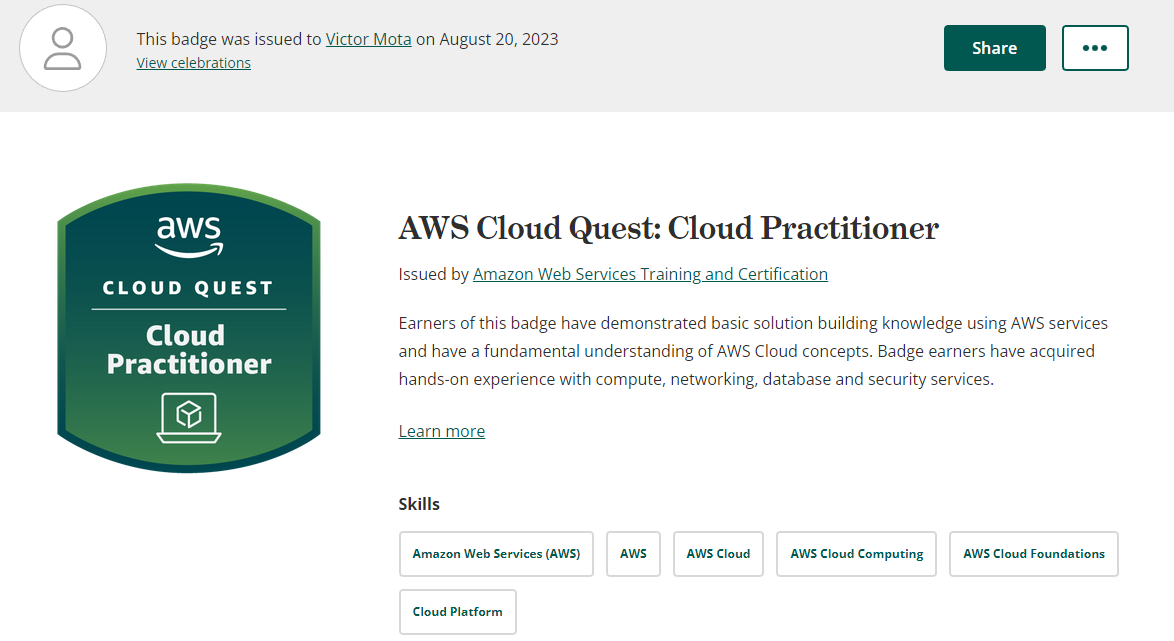 This badge was issued to Victor Mota on August 20, 2023
View celebrations
Share
aws
CLOUD QUEST
Cloud
Practitioner
AWS Cloud Quest: Cloud Practitioner
Issued by Amazon Web Services Training and Certification
Earners of this badge have demonstrated basic solution building knowledge using AWS services
and have a fundamental understanding of AWS Cloud concepts. Badge earners have acquired
hands-on experience with compute, networking, database and security services.
Learn more
Skills
Amazon Web Services (AWS) AWS AWS Cloud AWS Cloud Computing AWS Cloud Foundations
Cloud Platform